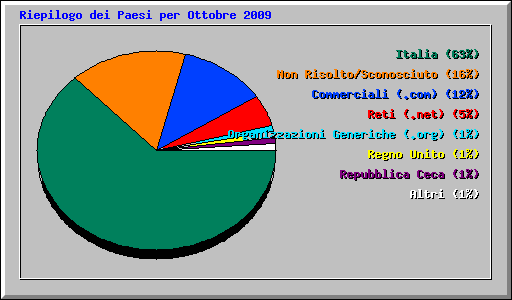 Riepilogo dei Paesi per Ottobre 2009
Italia (63%)
Non Risolto/Sconosciuto (16%)
Commerciali (.com) (12%)
Reti (.net) (5%)
Organizzazioni Generiche (.org) (1%)
Regno Unito (1%)
Repubblica Ceca (1%)
Altri (1%)